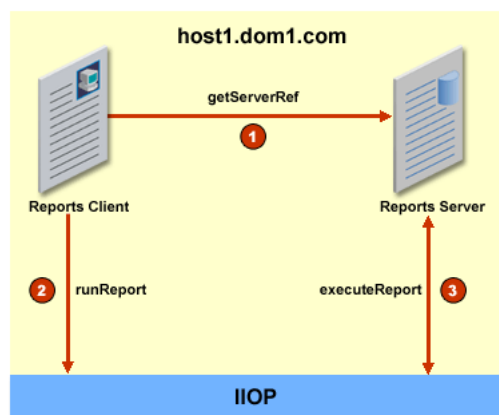 host1.dom1.com
getServerRef
1
Reports Client
Reports Server
2
runReport
executeReport
3
IIOP